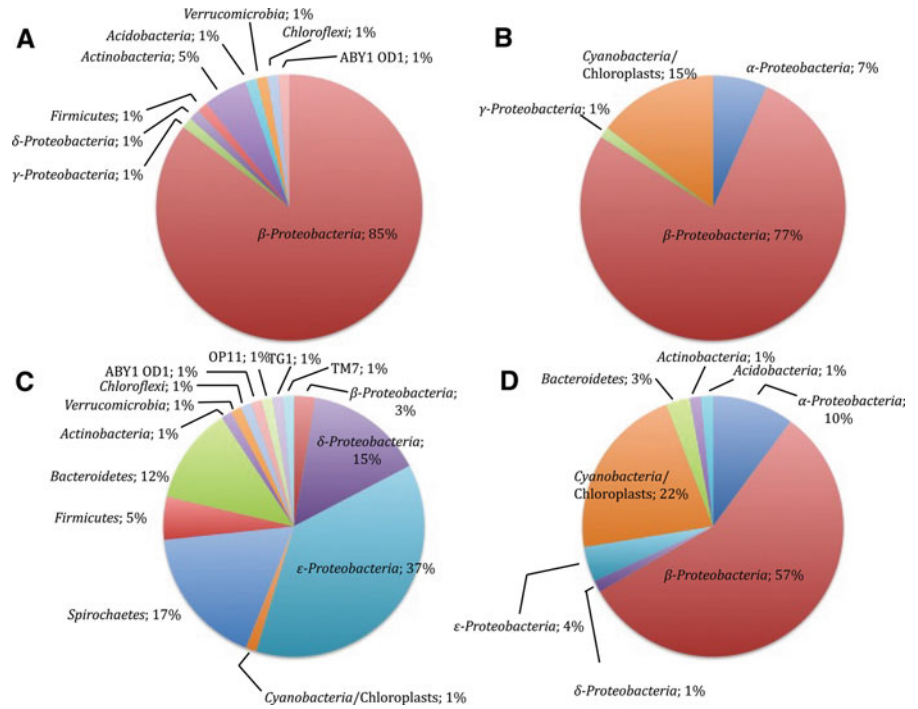 A
Verrucomicrobia; 1%
Acidobacteria; 1%
Chloroflexi; 1%
Actinobacteria; 5%
ABY1 OD1; 1%
Firmicutes; 1%
δ-Proteobacteria; 1%
γ-Proteobacteria; 1%
β-Proteobacteria; 85%
B
Cyanobacteria/
Chloroplasts; 15%
α-Proteobacteria; 7%
γ-Proteobacteria; 1%
β-Proteobacteria; 77%
C
OP11; 1%
TG1; 1%
ABY1 OD1; 1%
TM7; 1%
Chloroflexi; 1%
β-Proteobacteria;
3%
Verrucomicrobia; 1%
Actinobacteria; 1%
δ-Proteobacteria;
15%
Bacteroidetes; 12%
Firmicutes; 5%
ε-Proteobacteria; 37%
Spirochaetes; 17%
Cyanobacteria/Chloroplasts; 1%
D
Actinobacteria; 1%
Bacteroidetes; 3%
Acidobacteria; 1%
α-Proteobacteria;
10%
Cyanobacteria/
Chloroplasts; 22%
β-Proteobacteria; 57%
ε-Proteobacteria; 4%
δ-Proteobacteria; 1%